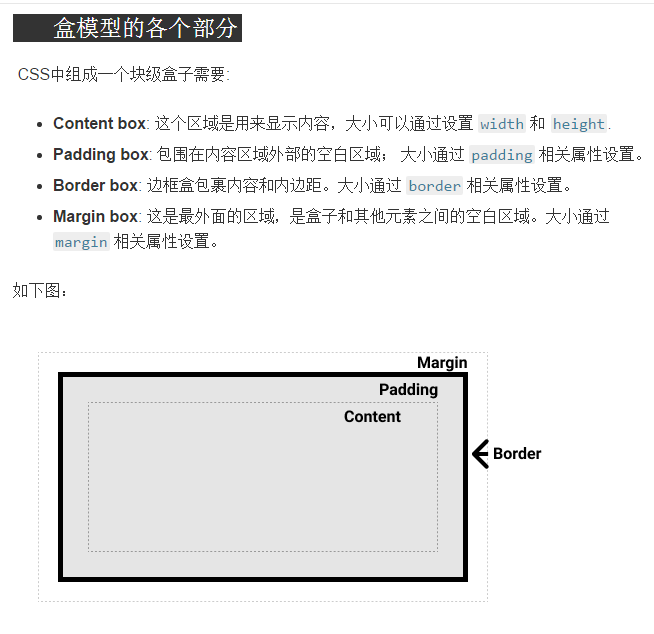 盒模型的各个部分
CSS中组成一个块级盒子需要:
Content box: 这个区域是用来显示内容，大小可以通过设置 width 和 height.
Padding box: 包围在内容区域外部的空白区域； 大小通过 padding 相关属性设置。
Border box: 边框盒包裹内容和内边距。大小通过 border 相关属性设置。
Margin box: 这是最外面的区域，是盒子和其他元素之间的空白区域。大小通过
margin 相关属性设置。
如下图：
Margin
Padding
Content
Border